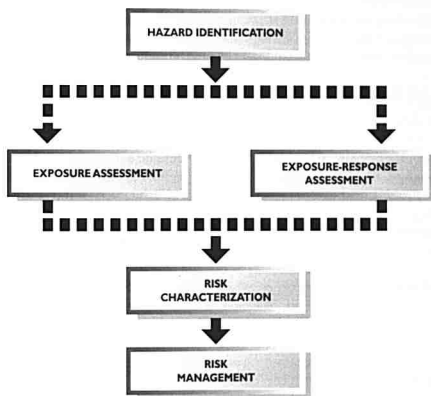 HAZARD IDENTIFICATION
EXPOSURE ASSESSMENT
EXPOSURE-RESPONSE
ASSESSMENT
RISK
CHARACTERIZATION
RISK
MANAGEMENT